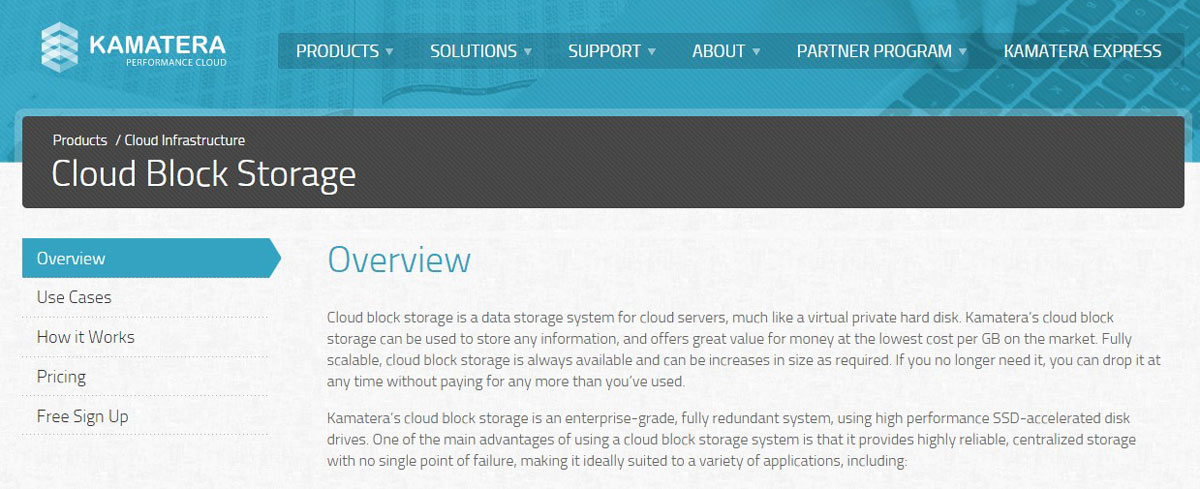 KAMATERA
PERFORMANCE CLOUD
PRODUCTS
SOLUTIONS
SUPPORT
ABOUT
PARTNER PROGRAM
KAMATERA EXPRESS
Products / Cloud Infrastructure
Cloud Block Storage
Overview
Use Cases
How it Works
Pricing
Free Sign Up
Overview
Cloud block storage is a data storage system for cloud servers, much like a virtual private hard disk. Kamatera's cloud block
storage can be used to store any information, and offers great value for money at the lowest cost per GB on the market. Fully
scalable, cloud block storage is always available and can be increases in size as required. If you no longer need it, you can drop it at
any time without paying for any more than you've used.
Kamatera's cloud block storage is an enterprise-grade, fully redundant system, using high performance SSD-accelerated disk
drives. One of the main advantages of using a cloud block storage system is that it provides highly reliable, centralized storage
with no single point of failure, making it ideally suited to a variety of applications, including: